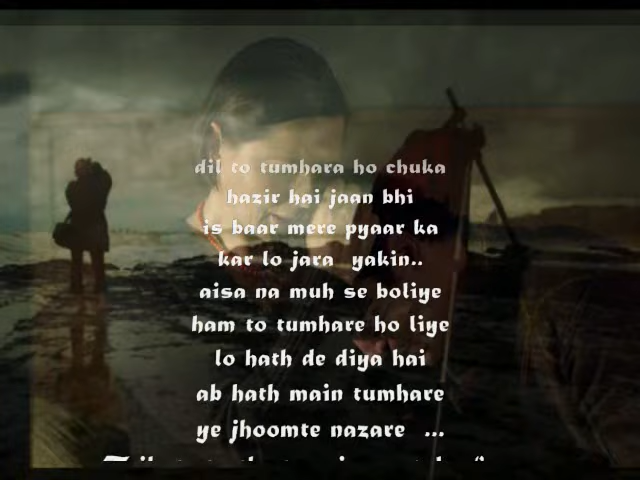 dil to tumhara ho chuka
hazir hai jaan bhi
is baar mere pyaar ka
kar lo jara yakin..
aisa na muh se boliye
ham to tumhare ho liye
lo hath de diya hai
ab hath main tumhare
ye jhoomte nazare ...